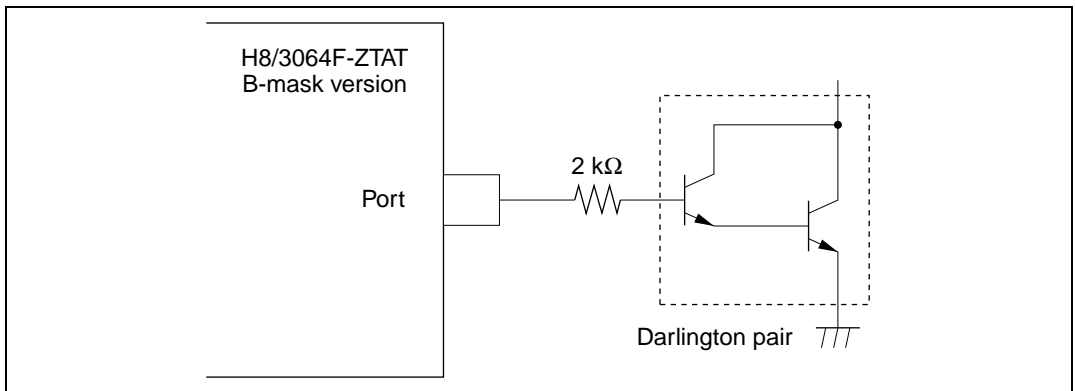 H8/3064F-ZTAT
B-mask version
Port
2 kΩ
Darlington pair